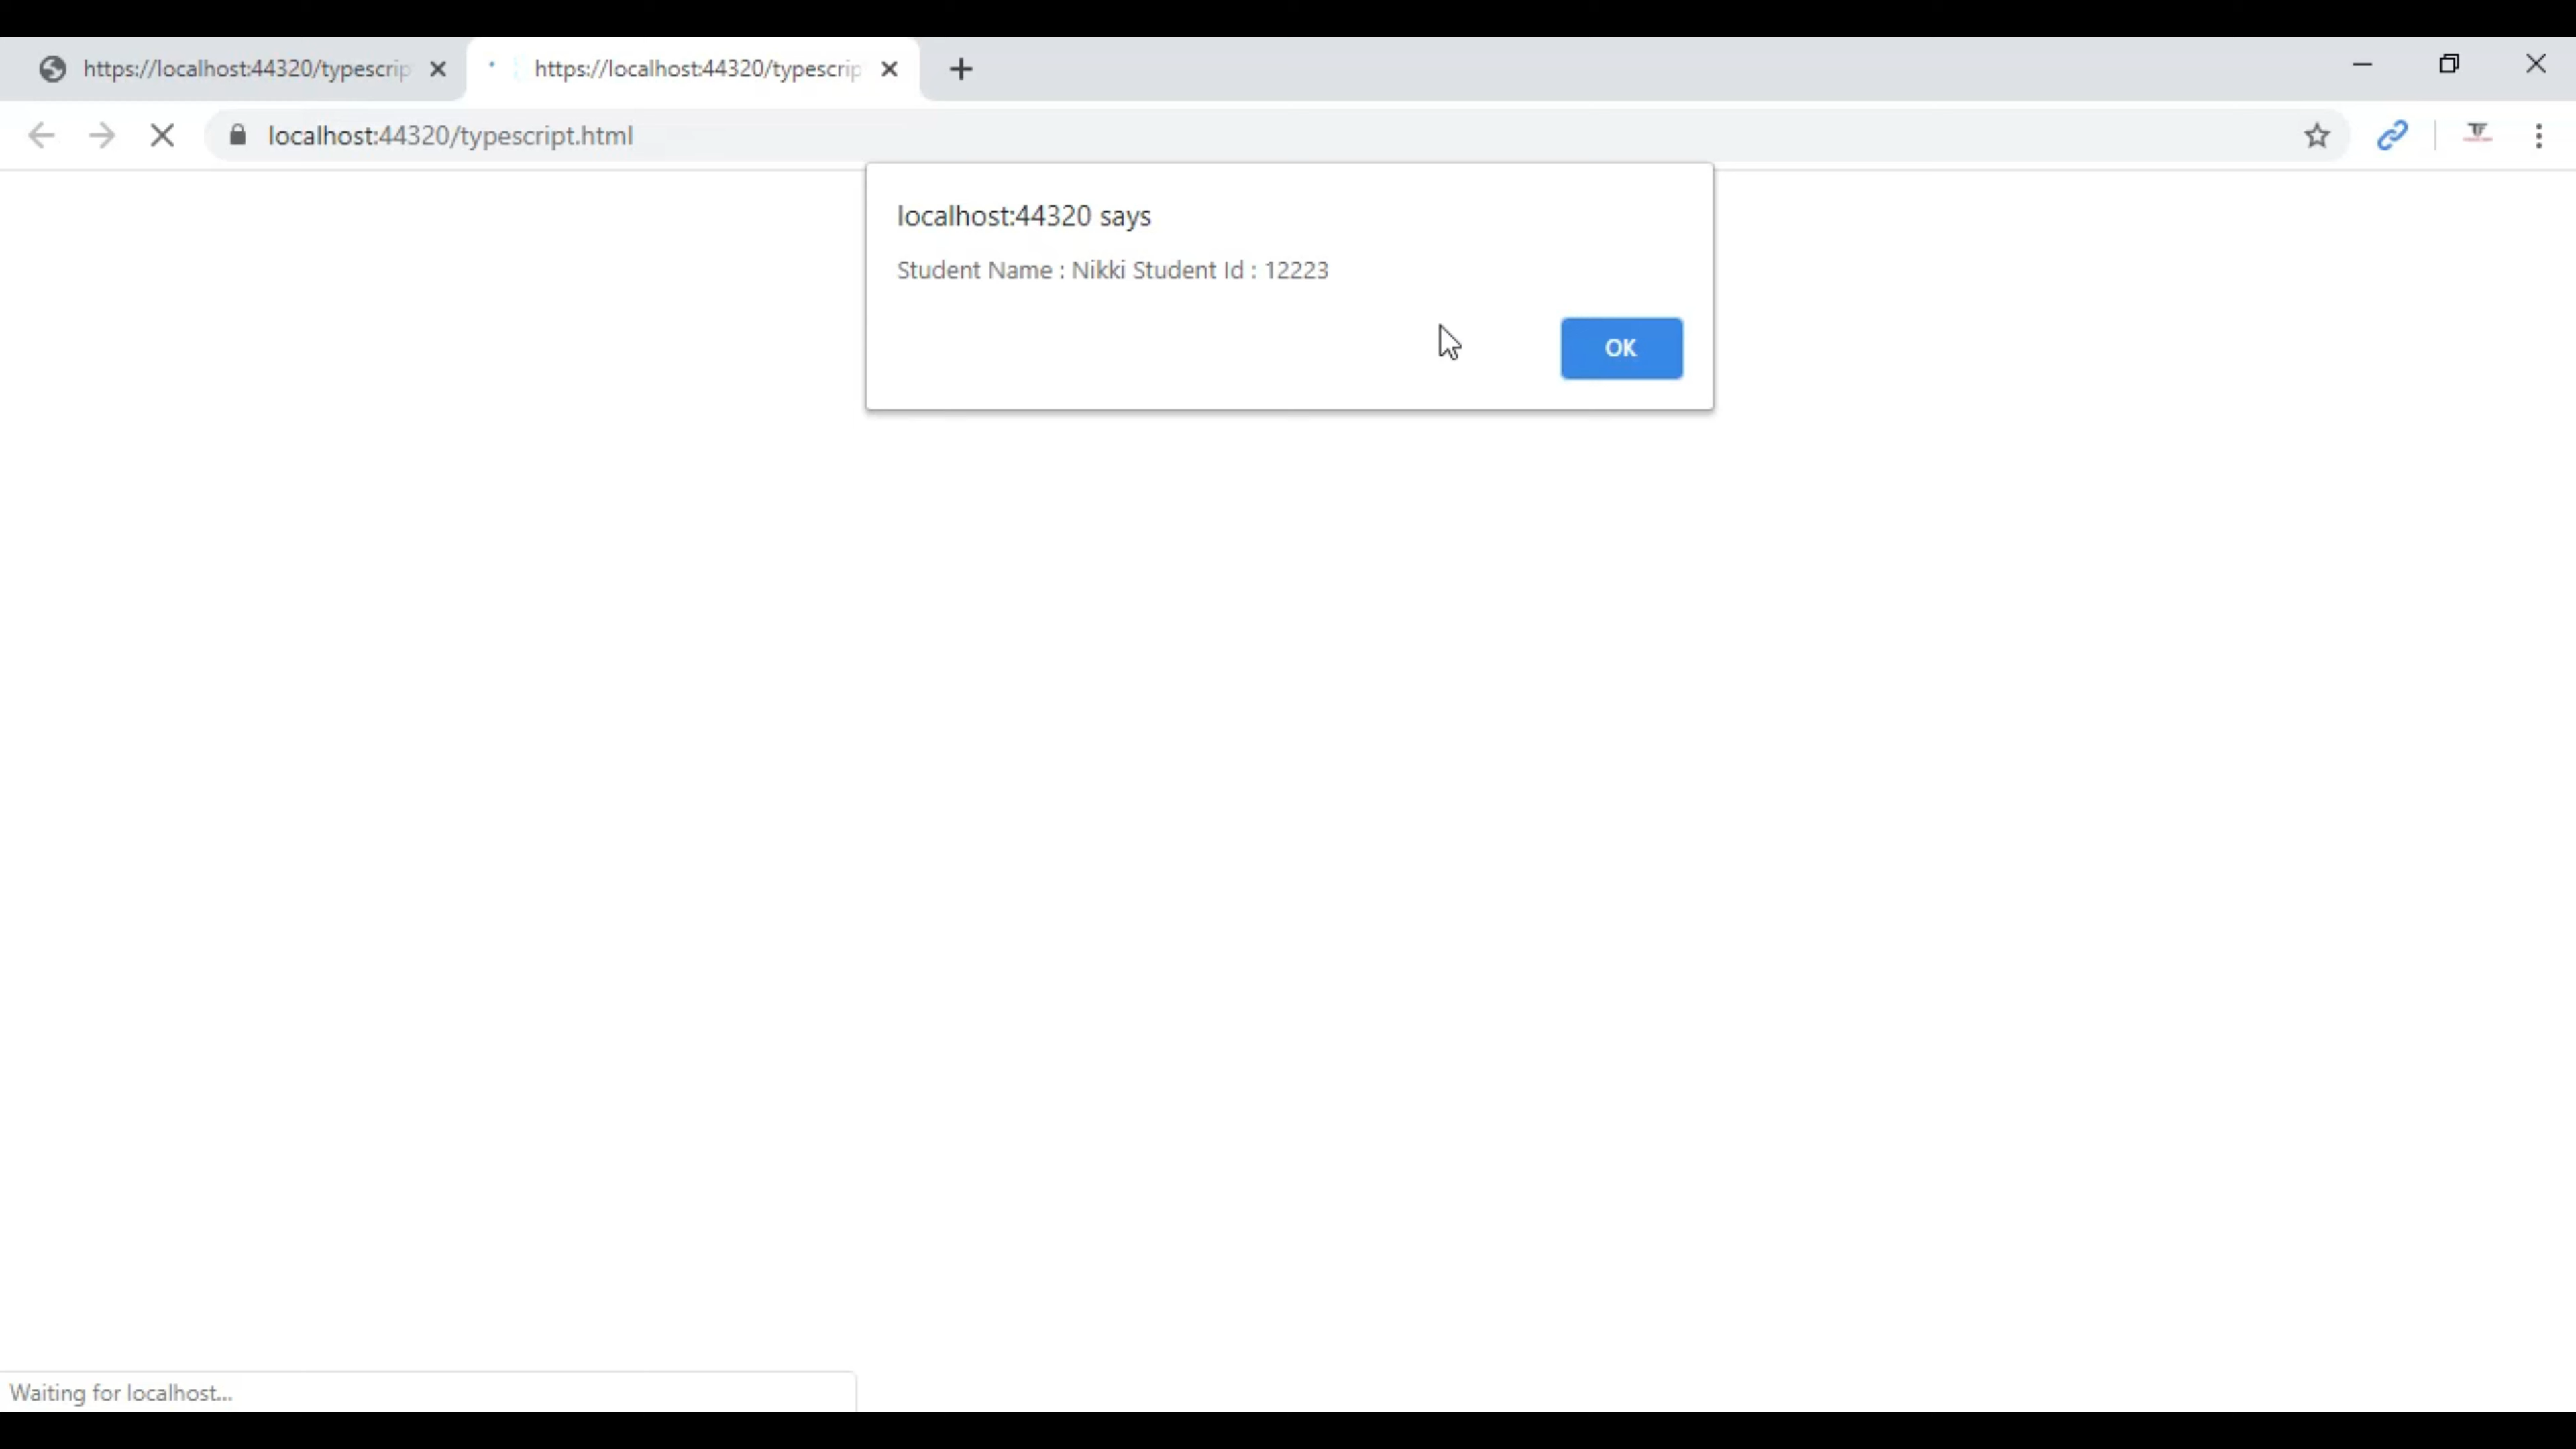 https://localhost:44320/typescrip
https://localhost:44320/typescrip
localhost:44320/typescript.html
localhost:44320 says
Student Name : Nikki Student Id : 12223
OK
Waiting for localhost...